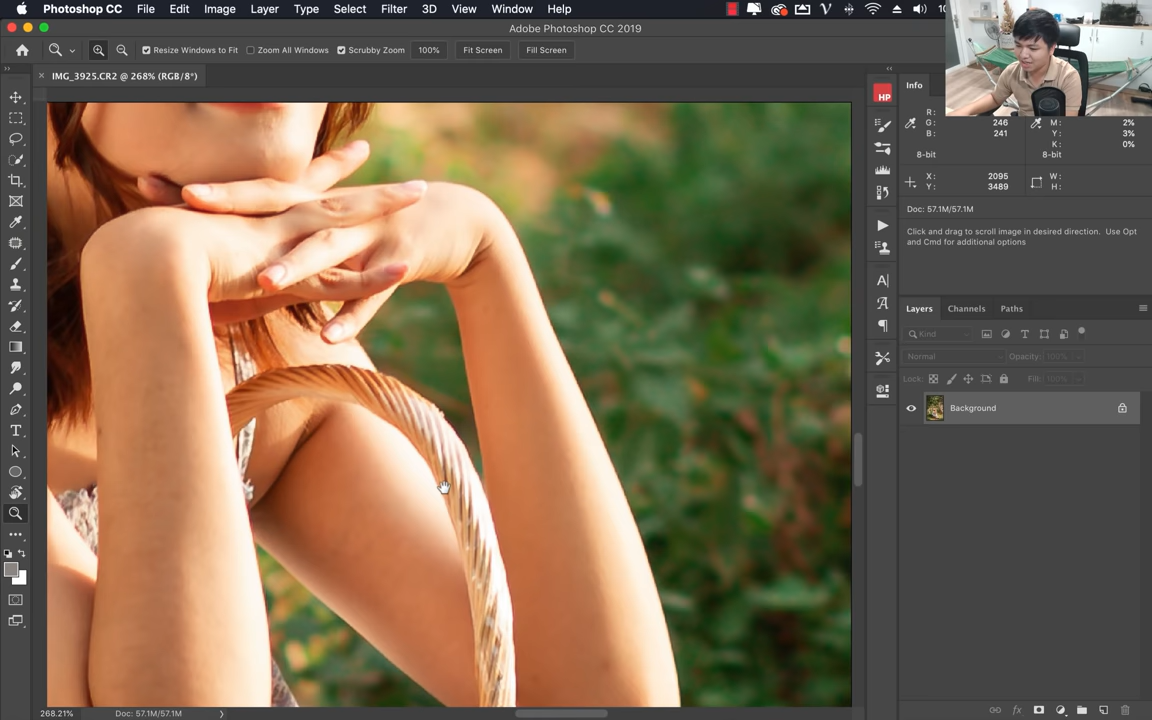 Photoshop CC File Edit Image Layer Type Select Filter 3D View Window Help
Adobe Photoshop CC 2019
Resize Windows to Fit Zoom All Windows Scrubby Zoom 100% Fit Screen Fill Screen
× IMG_3925.CR2 @ 268% (RGB/8*)
HP
Info
R:
G: 246 M: 2%
B: 241 Y: 3%
K: 0%
8-bit 8-bit
X: 2095 W:
Y: 3489 H:
Doc: 57.1M/57.1M
Click and drag to scroll image in desired direction. Use Opt
and Cmd for additional options
Layers Channels Paths
Kind
Normal Opacity: 100%
Lock: Fill: 100%
Background
268.21% Doc: 57.1M/57.1M